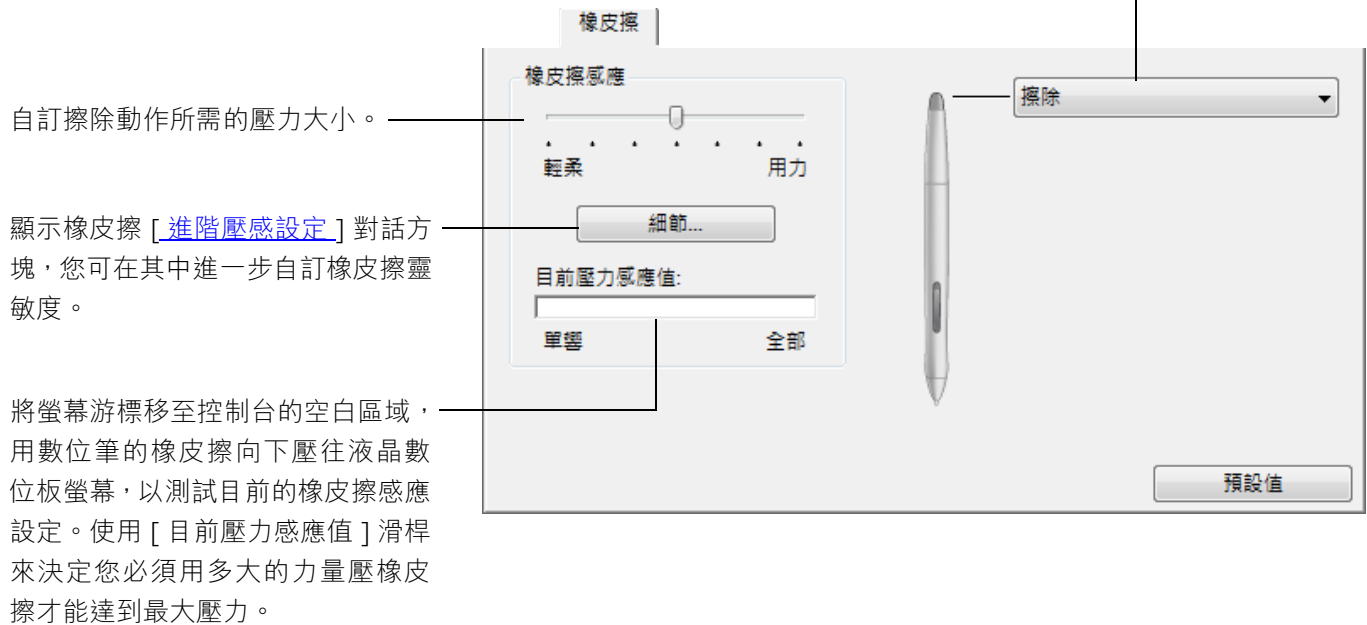 橡皮擦
橡皮擦感應
擦除
自訂擦除動作所需的壓力大小。
輕柔 用力
顯示橡皮擦 [ 進階壓感設定 ] 對話方
塊，您可在其中進一步自訂橡皮擦靈
敏度。
細節...
目前壓力感應值:
單響 全部
將螢幕游標移至控制台的空白區域，
用數位筆的橡皮擦向下壓往液晶數
位板螢幕，以測試目前的橡皮擦感應
設定。使用 [ 目前壓力感應值 ] 滑桿
來決定您必須用多大的力量壓橡皮
擦才能達到最大壓力。
預設值